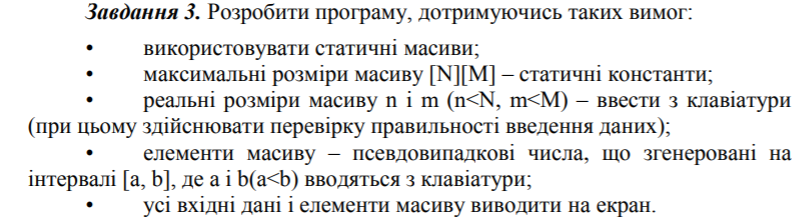 Завдання 3. Розробити програму, дотримуючись таких вимог:
• використовувати статичні масиви;
• максимальні розміри масиву [N][M] – статичні константи;
• реальні розміри масиву n і m (n<N, m<M) – ввести з клавіатури
(при цьому здійснювати перевірку правильності введення даних);
• елементи масиву – псевдовипадкові числа, що згенеровані на
інтервалі [a, b], де a і b(a<b) вводяться з клавіатури;
• усі вхідні дані і елементи масиву виводити на екран.